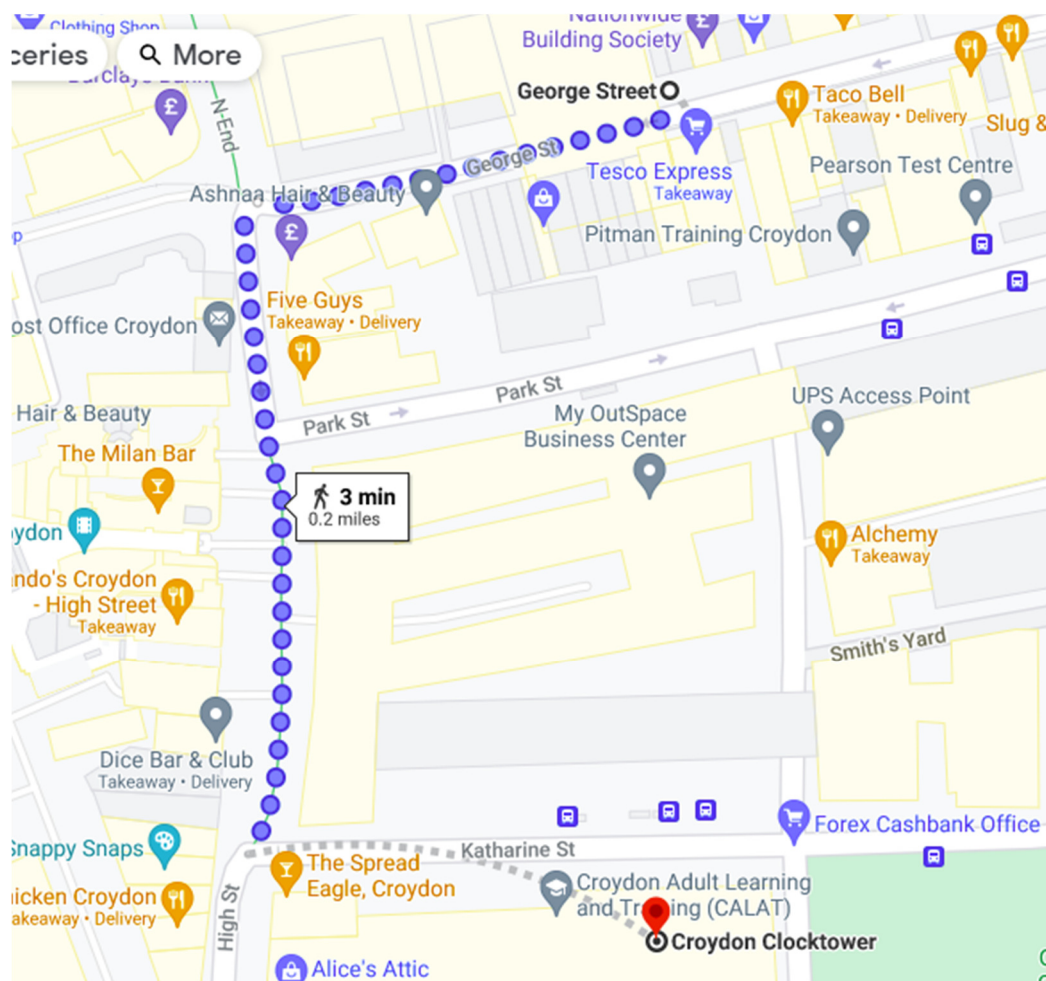 Clothing Shop
Nationwide
Building Society
ceries
More
Barclays Bank
N End
George Street
Taco Bell
Takeaway • Delivery
Slug &
George St
Tesco Express
Takeaway
Pearson Test Centre
Ashnaa Hair & Beauty
£
Pitman Training Croydon
op
Five Guys
Takeaway • Delivery
ost Office Croydon
Park St
Park St
Hair & Beauty
My OutSpace
Business Center
UPS Access Point
The Milan Bar
3 min
0.2 miles
oydon
Alchemy
Takeaway
ando's Croydon
- High Street
Takeaway
Smith's Yard
Dice Bar & Club
Takeaway • Delivery
Forex Cashbank Office
Snappy Snaps
Katharine St
The Spread
Eagle, Croydon
Croydon Adult Learning
and Training (CALAT)
hicken Croydon
akeaway • Delivery
High St
Croydon Clocktower
Alice's Attic